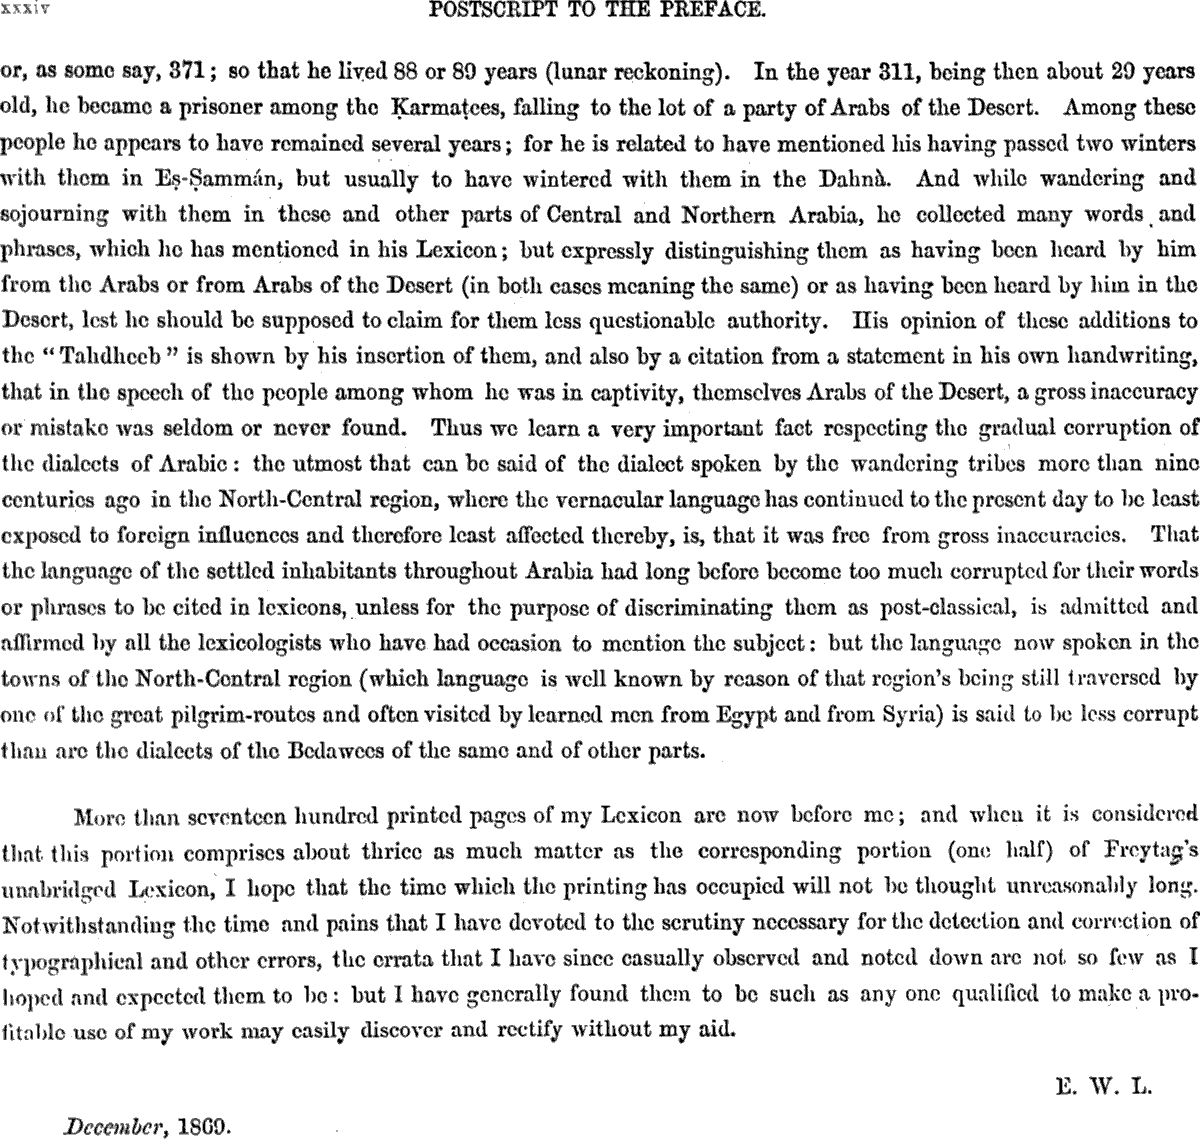 xxxiv
POSTSCRIPT TO THE PREFACE.
or, as some say, 371; so that he lived 88 or 89 years (lunar reckoning). In the year 311, being then about 29 years
old, he became a prisoner among the Ḳarmaṭees, falling to the lot of a party of Arabs of the Desert. Among these
people he appears to have remained several years; for he is related to have mentioned his having passed two winters
with them in Eṣ-Ṣammán, but usually to have wintered with them in the Dahnà. And while wandering and
sojourning with them in these and other parts of Central and Northern Arabia, he collected many words and
phrases, which he has mentioned in his Lexicon; but expressly distinguishing them as having been heard by him
from the Arabs or from Arabs of the Desert (in both cases meaning the same) or as having been heard by him in the
Desert, lest he should be supposed to claim for them less questionable authority. His opinion of these additions to
the “Tahdheeb” is shown by his insertion of them, and also by a citation from a statement in his own handwriting,
that in the speech of the people among whom he was in captivity, themselves Arabs of the Desert, a gross inaccuracy
or mistake was seldom or never found. Thus we learn a very important fact respecting the gradual corruption of
the dialects of Arabic: the utmost that can be said of the dialect spoken by the wandering tribes more than nine
centuries ago in the North-Central region, where the vernacular language has continued to the present day to be least
exposed to foreign influences and therefore least affected thereby, is, that it was free from gross inaccuracies. That
the language of the settled inhabitants throughout Arabia had long before become too much corrupted for their words
or phrases to be cited in lexicons, unless for the purpose of discriminating them as post-classical, is admitted and
affirmed by all the lexicologists who have had occasion to mention the subject: but the language now spoken in the
towns of the North-Central region (which language is well known by reason of that region's being still traversed by
one of the great pilgrim-routes and often visited by learned men from Egypt and from Syria) is said to be less corrupt
than are the dialects of the Bedawees of the same and of other parts.
More than seventeen hundred printed pages of my Lexicon are now before me; and when it is considered
that this portion comprises about thrice as much matter as the corresponding portion (one half) of Freytag's
unabridged Lexicon, I hope that the time which the printing has occupied will not be thought unreasonably long.
Notwithstanding the time and pains that I have devoted to the scrutiny necessary for the detection and correction of
typographical and other errors, the errata that I have since casually observed and noted down are not so few as I
hoped and expected them to be: but I have generally found them to be such as any one qualified to make a pro-
fitable use of my work may easily discover and rectify without my aid.
E. W. L.
December, 1869.